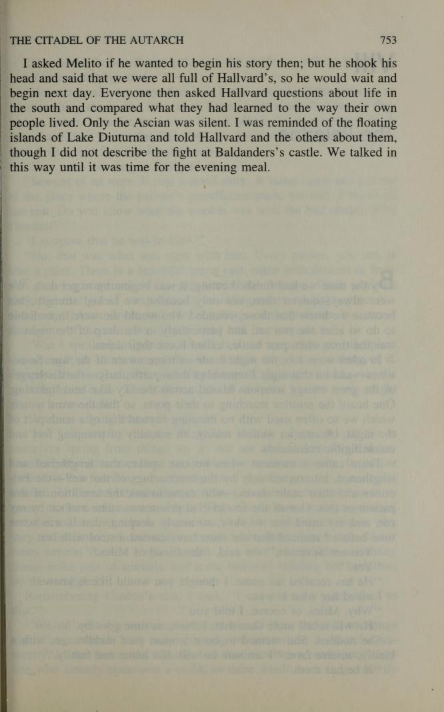 THE CITADEL OF THE AUTARCH 753
I asked Melito if he wanted to begin his story then; but he shook his
head and said that we were all full of Hallvard's, so he would wait and
begin next day. Everyone then asked Hallvard questions about life in
the south and compared what they had learned to the way their own
people lived. Only the Ascian was silent. I was reminded of the floating
islands of Lake Diuturna and told Hallvard and the others about them,
though I did not describe the fight at Baldanders's castle. We talked in
this way until it was time for the evening meal.